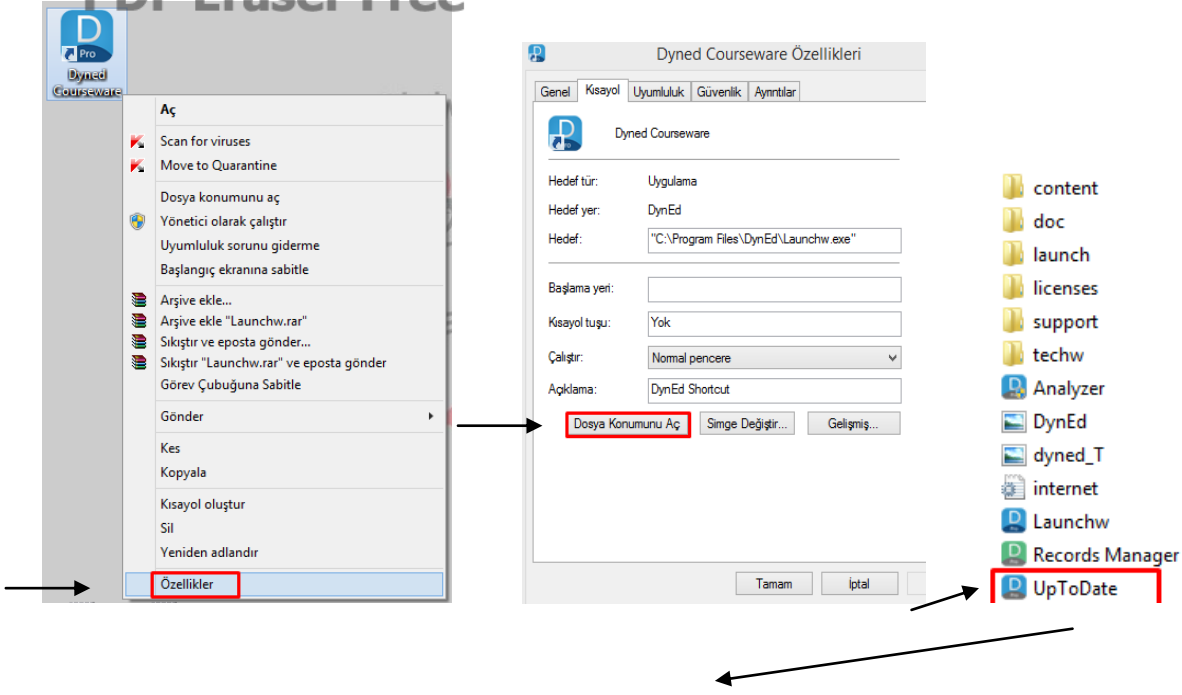 PDF Eraser Free
Pro
Dyned
Courseware
Aç
Scan for viruses
Move to Quarantine
Dosya konumunu aç
Yönetici olarak çalıştır
Uyumluluk sorunu giderme
Başlangıç ekranına sabitle
Arşive ekle...
Arşive ekle "Launchw.rar"
Sıkıştır ve eposta gönder...
Sıkıştır "Launchw.rar" ve eposta gönder
Görev Çubuğuna Sabitle
Gönder
Kes
Kopyala
Kısayol oluştur
Sil
Yeniden adlandır
Özellikler
Dyned Courseware Özellikleri
Genel Kısayol Uyumluluk Güvenlik Ayrıntılar
Dyned Courseware
Hedef tür: Uygulama
Hedef yer: DynEd
Hedef: "C:\Program Files\DynEd\Launchw.exe"
Başlama yeri:
Kısayol tuşu: Yok
Çalıştır: Normal pencere
Açıklama: DynEd Shortcut
Dosya Konumunu Aç Simge Değiştir... Gelişmiş...
Tamam İptal
content
doc
launch
licenses
support
techw
Analyzer
DynEd
dyned_T
internet
Launchw
Records Manager
UpToDate